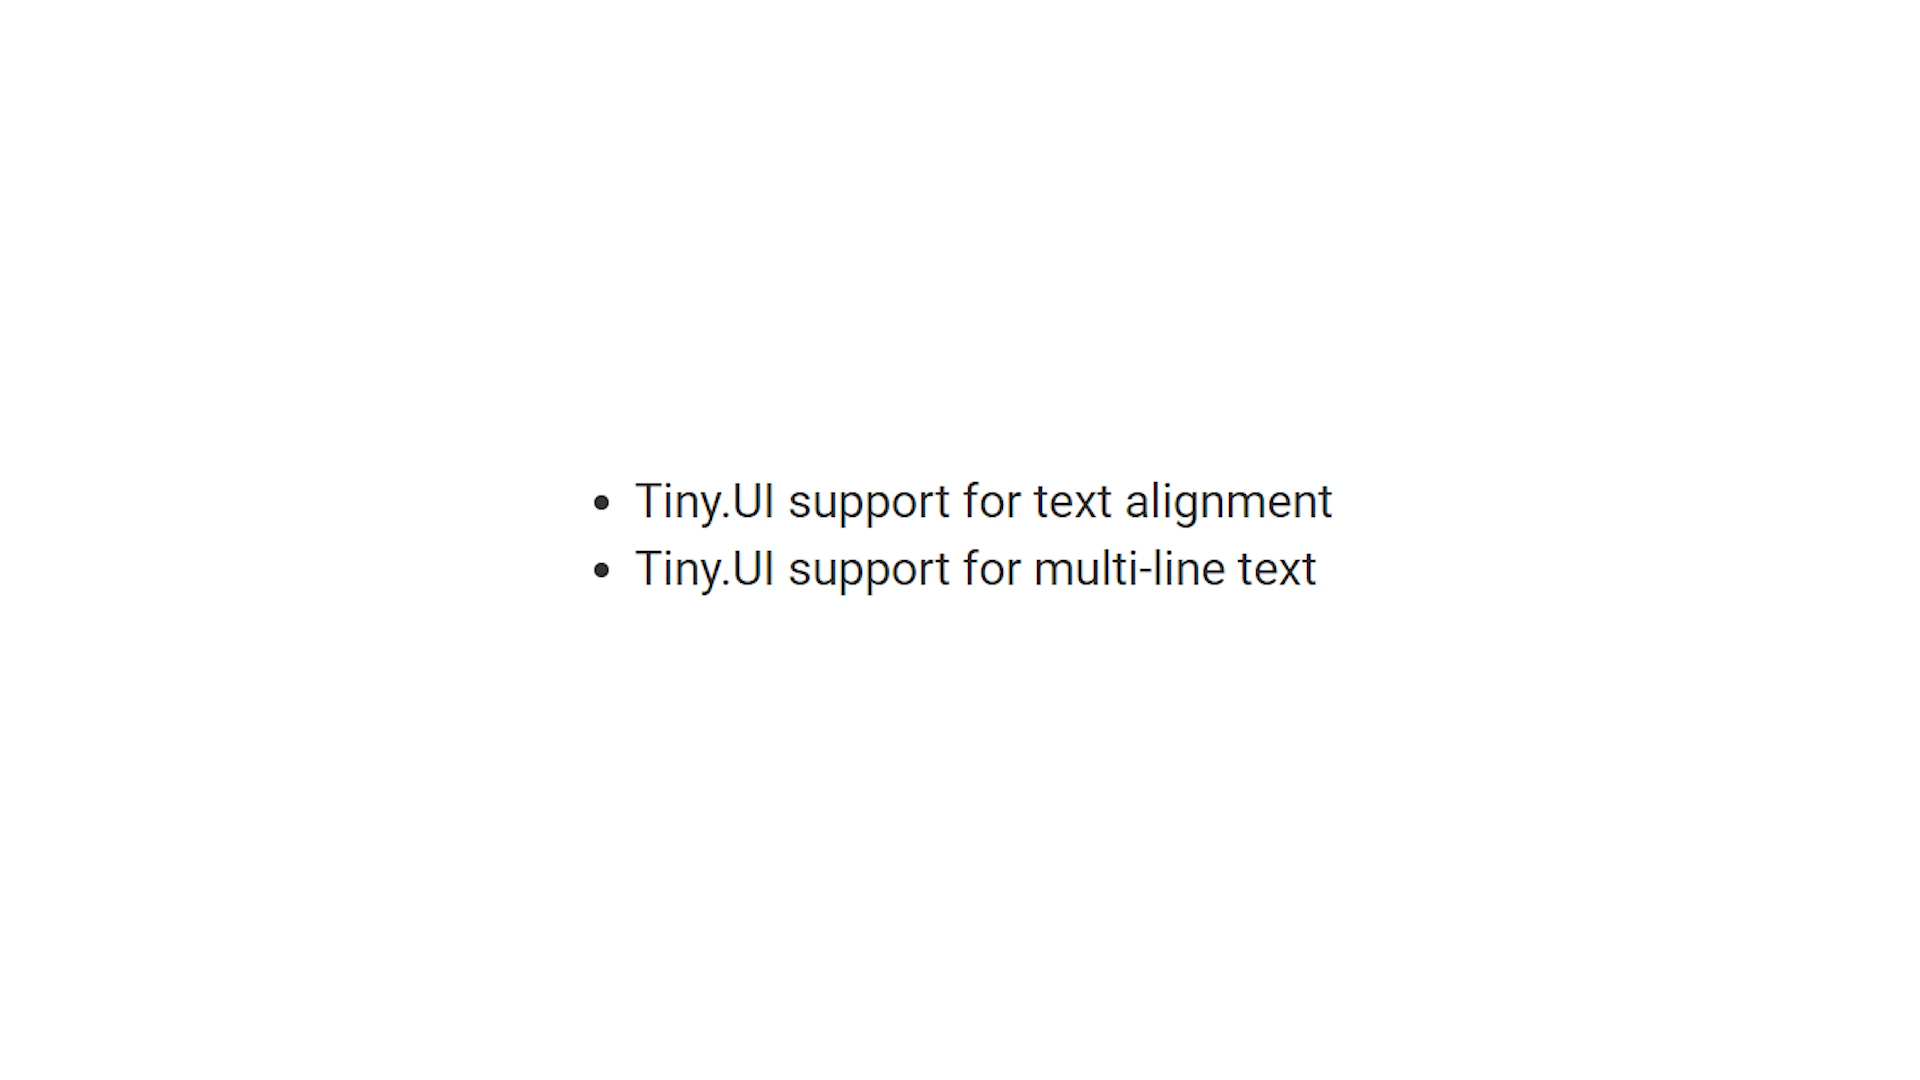 • Tiny.UI support for text alignment
• Tiny.UI support for multi-line text